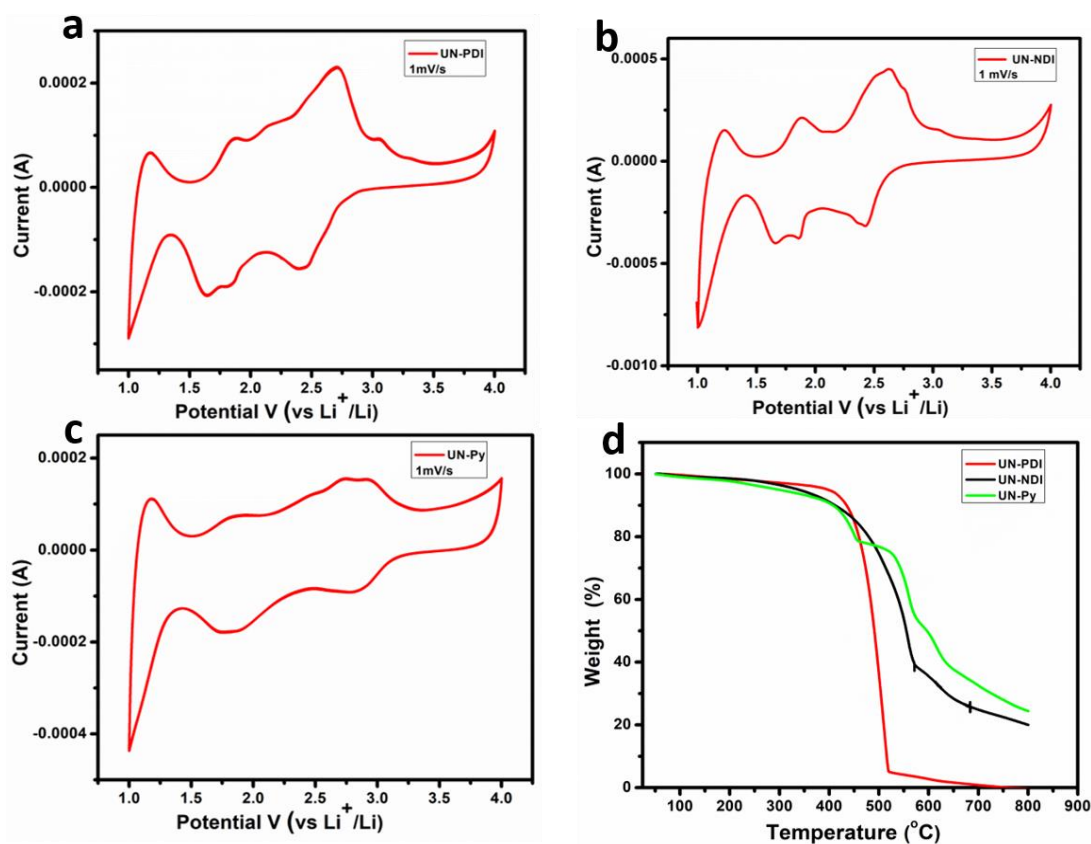 a
UN-PDI
1mV/s
0.0002
0.0000
-0.0002
Current (A)
1.0 1.5 2.0 2.5 3.0 3.5 4.0
Potential V (vs Li+/Li)
b
UN-NDI
1 mV/s
0.0005
0.0000
-0.0005
-0.0010
Current (A)
1.0 1.5 2.0 2.5 3.0 3.5 4.0
Potential V (vs Li+/Li)
c
UN-Py
1mV/s
0.0002
0.0000
-0.0002
-0.0004
Current (A)
1.0 1.5 2.0 2.5 3.0 3.5 4.0
Potential V (vs Li+/Li)
d
UN-PDI
UN-NDI
UN-Py
100
80
60
40
20
0
Weight (%)
100 200 300 400 500 600 700 800 900
Temperature (oC)